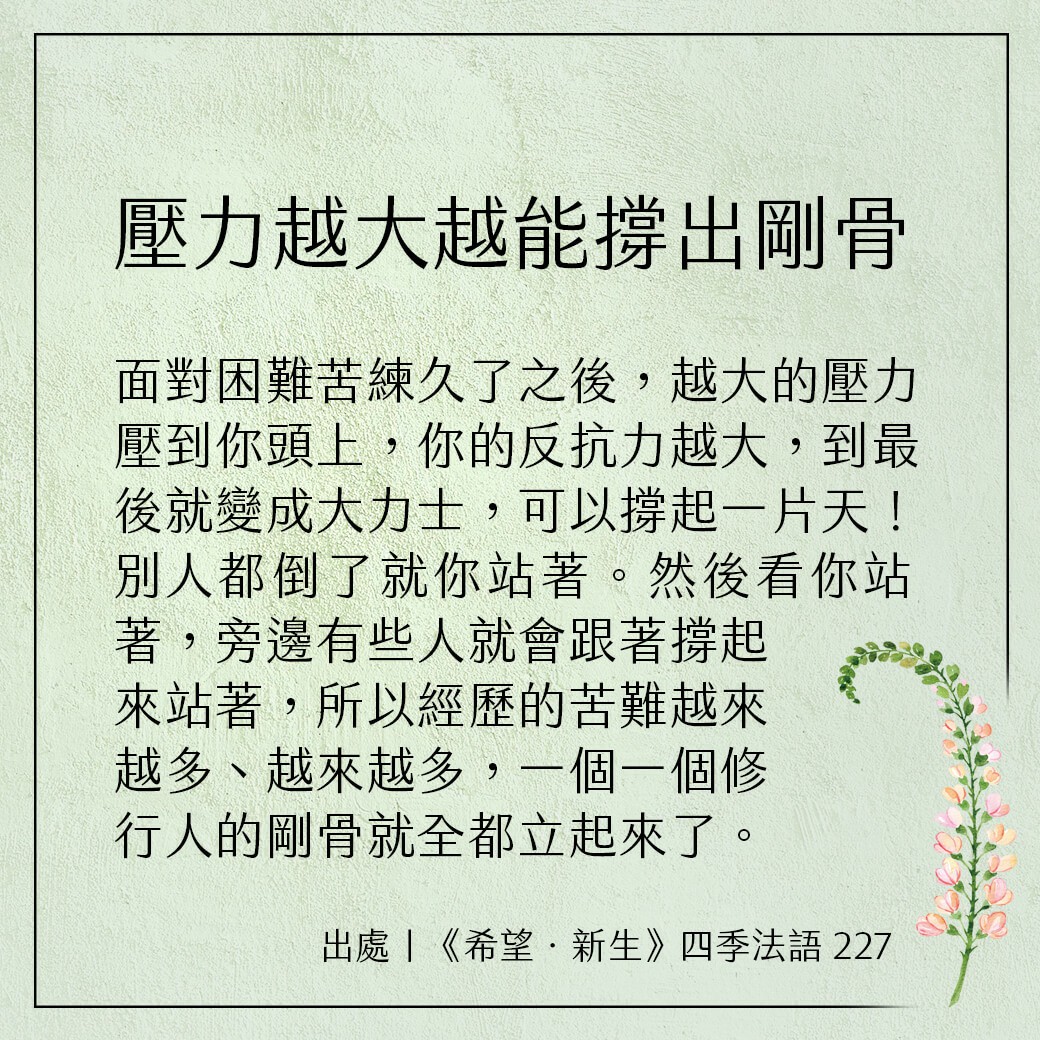 壓力越大越能撐出剛骨
面對困難苦練久了之後，越大的壓力
壓到你頭上，你的反抗力越大，到最
後就變成大力士，可以撐起一片天！
別人都倒了就你站著。然後看你站
著，旁邊有些人就會跟著撐起
來站著，所以經歷的苦難越來
越多、越來越多，一個一個修
行人的剛骨就全都立起來了。
出處｜《希望．新生》四季法語 227